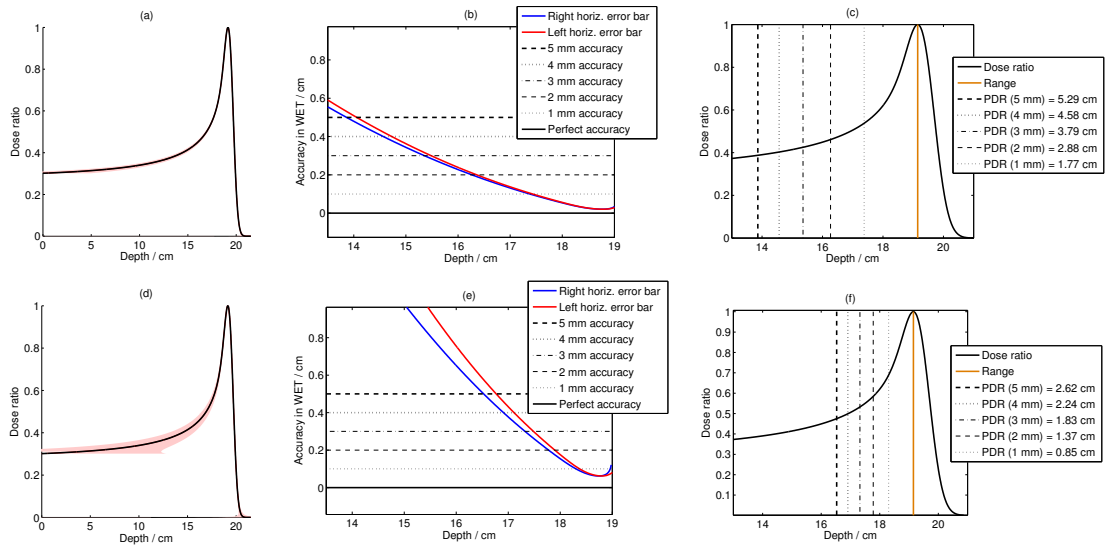 (a)
1
0.8
0.6
0.4
0.2
0
0 5 10 15 20
Depth / cm
Dose ratio
(b)
0.8
0.6
0.4
0.2
0
14 15 16 17 18 19
Depth / cm
Accuracy in WET / cm
Right horiz. error bar
Left horiz. error bar
5 mm accuracy
4 mm accuracy
3 mm accuracy
2 mm accuracy
1 mm accuracy
Perfect accuracy
(c)
1
0.8
0.6
0.4
0.2
0
14 16 18 20
Depth / cm
Dose ratio
Dose ratio
Range
PDR (5 mm) = 5.29 cm
PDR (4 mm) = 4.58 cm
PDR (3 mm) = 3.79 cm
PDR (2 mm) = 2.88 cm
PDR (1 mm) = 1.77 cm
(d)
1
0.8
0.6
0.4
0.2
0
0 5 10 15 20
Depth / cm
Dose ratio
(e)
0.8
0.6
0.4
0.2
0
14 15 16 17 18 19
Depth / cm
Accuracy in WET / cm
Right horiz. error bar
Left horiz. error bar
5 mm accuracy
4 mm accuracy
3 mm accuracy
2 mm accuracy
1 mm accuracy
Perfect accuracy
(f)
1
0.9
0.8
0.7
0.6
0.5
0.4
0.3
0.2
0.1
14 16 18 20
Depth / cm
Dose ratio
Dose ratio
Range
PDR (5 mm) = 2.62 cm
PDR (4 mm) = 2.24 cm
PDR (3 mm) = 1.83 cm
PDR (2 mm) = 1.37 cm
PDR (1 mm) = 0.85 cm